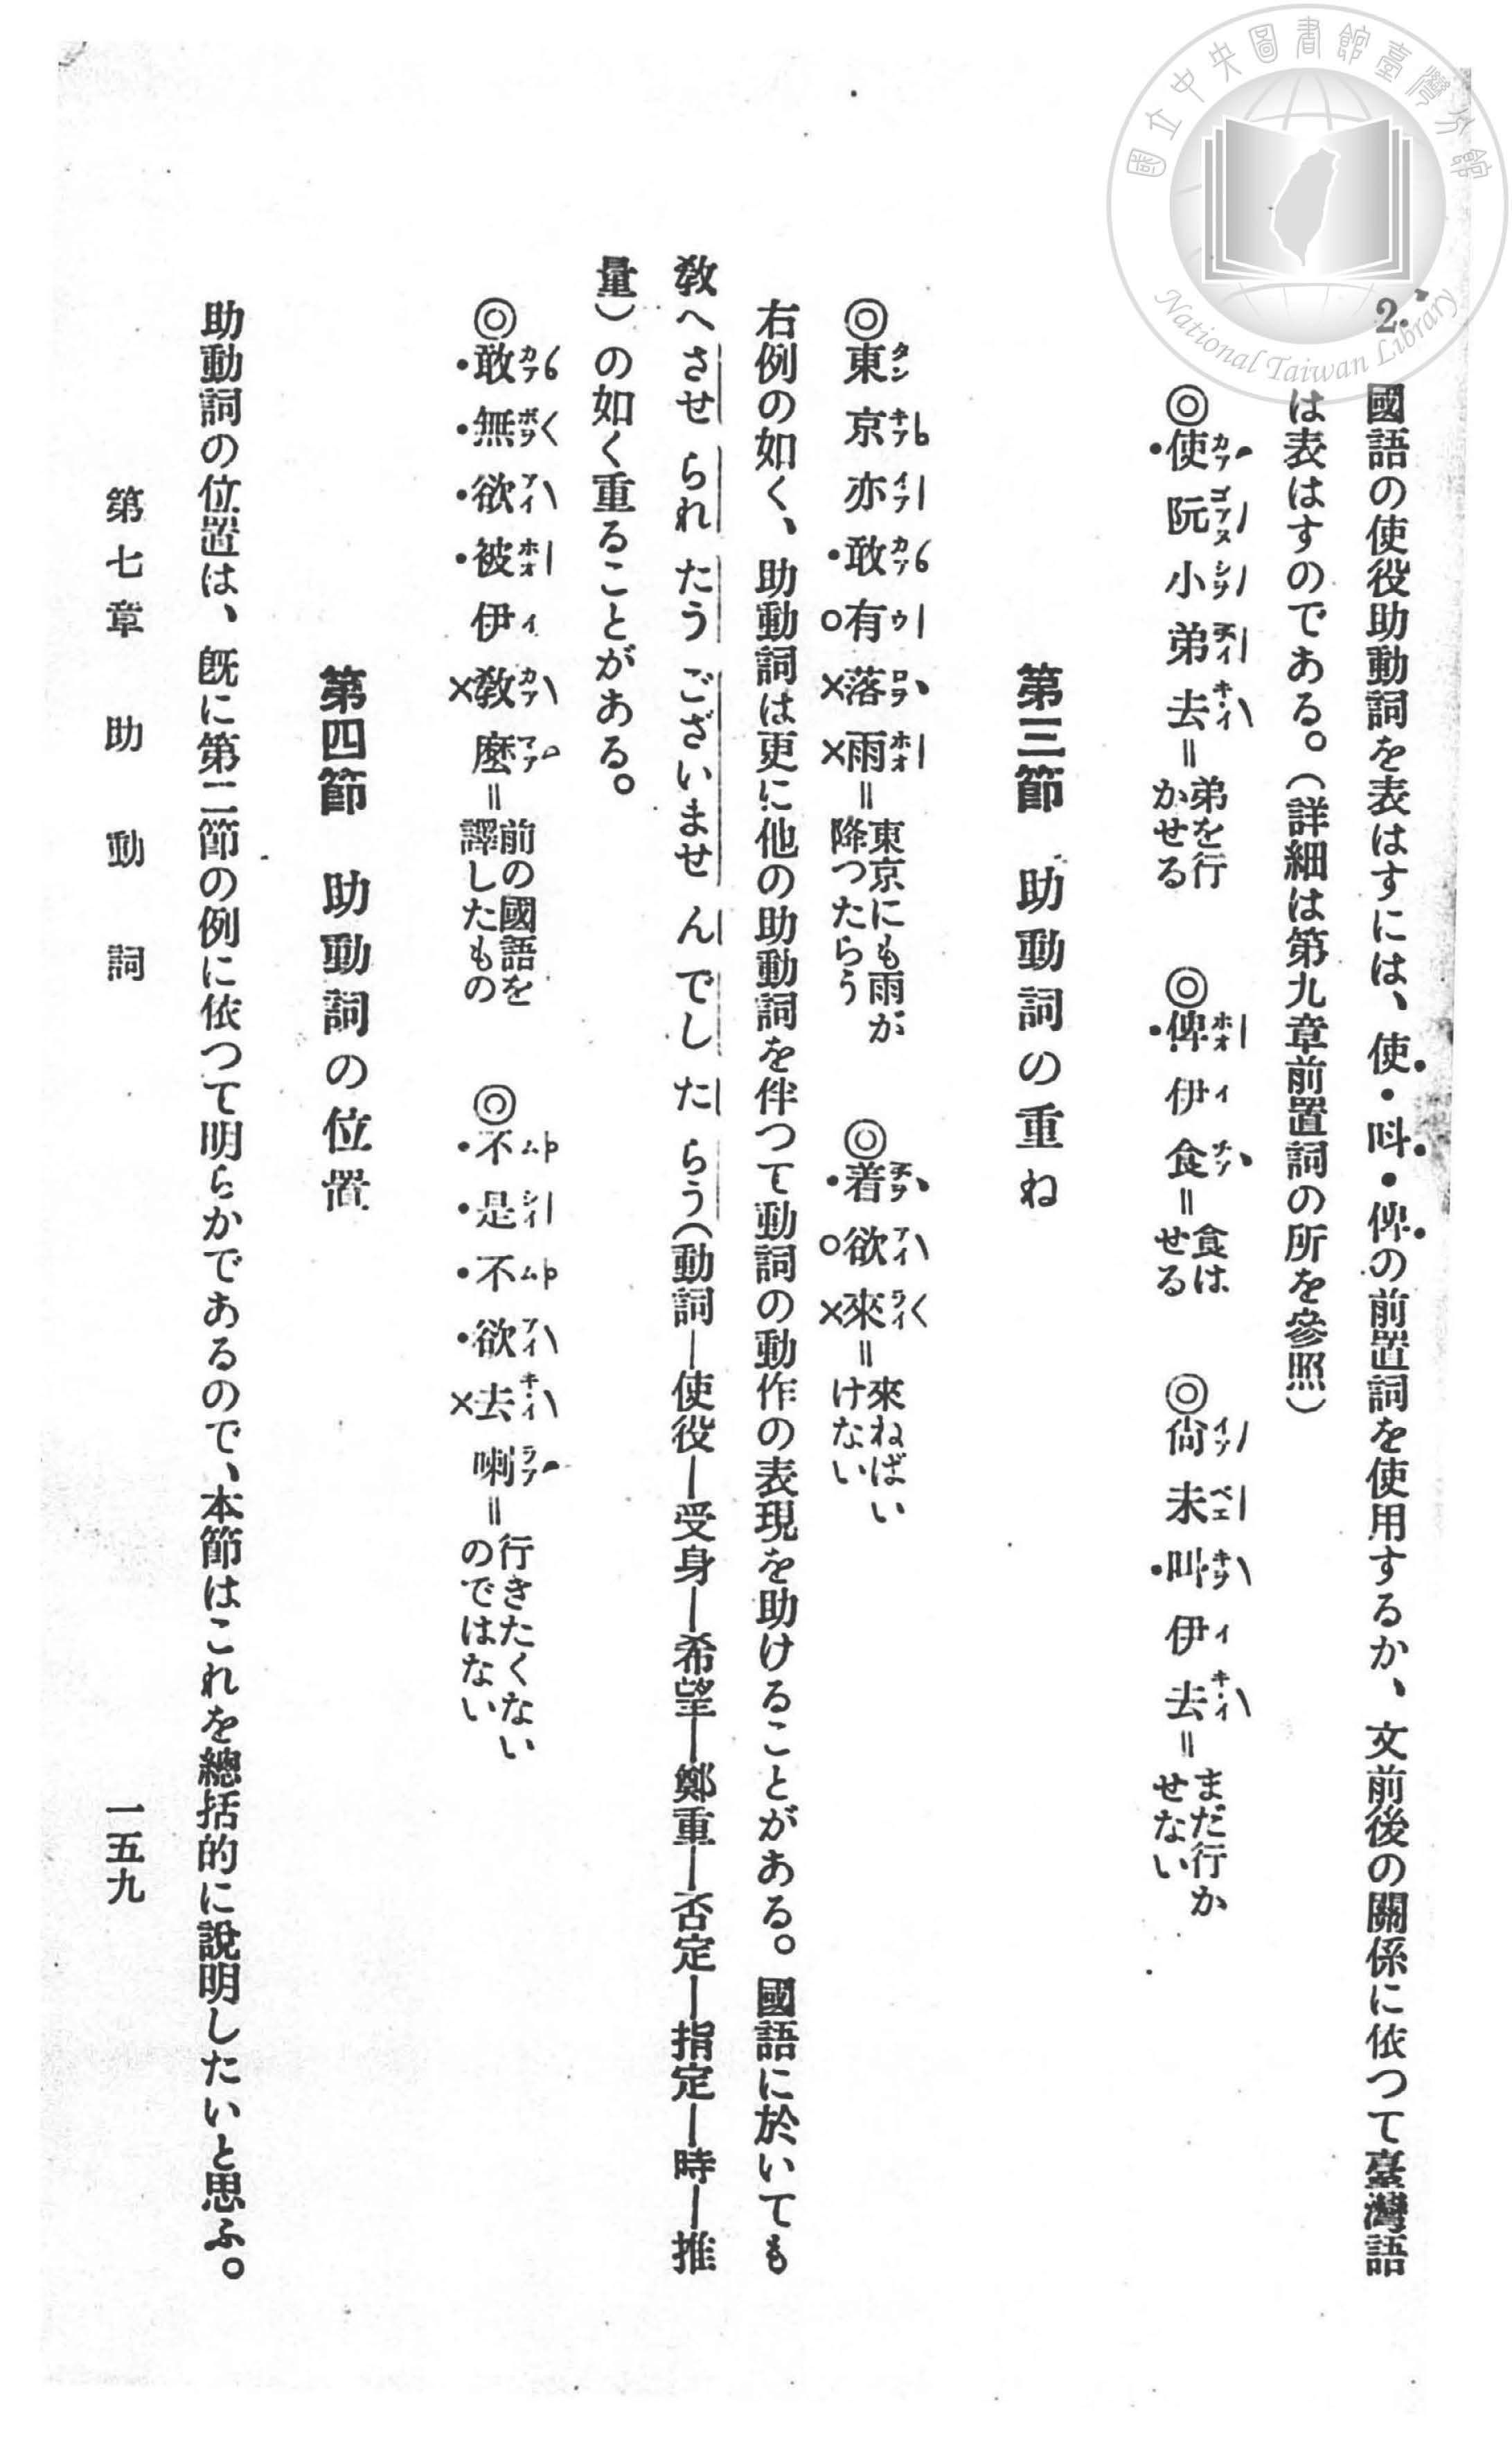 國立中央圖書館臺灣分館
National Taiwan Library
2. 國語の使役助動詞を表はすには、使・呌・俾の前置詞を使用するか、文前後の關係に依つて臺灣語
は表はすのである。（詳細は第九章前置詞の所を參照）
◎使阮小弟去＝弟を行かせる　◎俾伊食＝食はせる　◎尙未叫伊去＝まだ行かせない
第三節　助動詞の重ね
◎東京亦敢有落雨＝東京にも雨が降つたらう　◎着欲來＝來ねばいけない
右例の如く、助動詞は更に他の助動詞を伴つて動詞の動作の表現を助けることがある。國語に於いても
敎へさせられたうございませんでしたらう（動詞―使役―受身―希望―鄭重―否定―指定―時―推
量）の如く重ることがある。
◎敢無欲被伊敎麽＝前の國語を譯したもの　◎不是不欲去喇＝行きたくないのではない
第四節　助動詞の位置
助動詞の位置は、旣に第二節の例に依つて明らかであるので、本節はこれを總括的に說明したいと思ふ。
第七章　助動詞
一五九